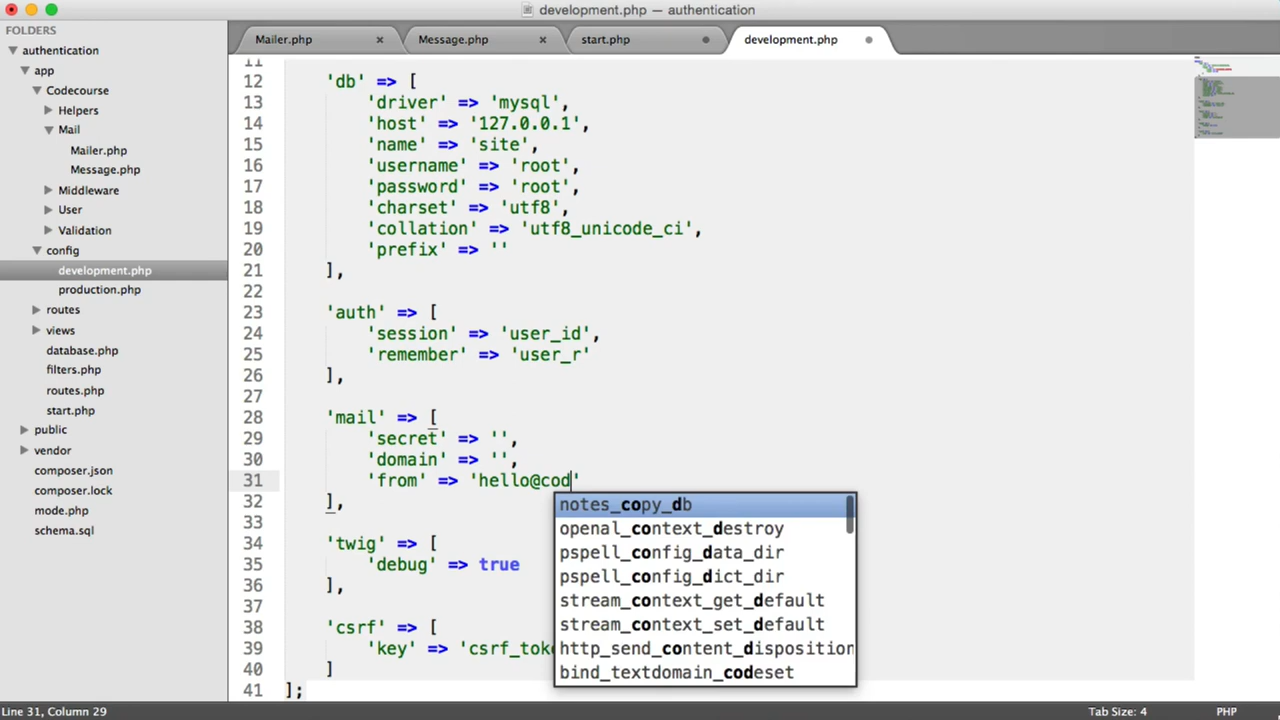 development.php — authentication
FOLDERS
authentication
app
Codecourse
Helpers
Mail
Mailer.php
Message.php
Middleware
User
Validation
config
development.php
production.php
routes
views
database.php
filters.php
routes.php
start.php
public
vendor
composer.json
composer.lock
mode.php
schema.sql
Mailer.php × Message.php × start.php development.php
11
12 'db' => [
13 'driver' => 'mysql',
14 'host' => '127.0.0.1',
15 'name' => 'site',
16 'username' => 'root',
17 'password' => 'root',
18 'charset' => 'utf8',
19 'collation' => 'utf8_unicode_ci',
20 'prefix' => ''
21 ],
22
23 'auth' => [
24 'session' => 'user_id',
25 'remember' => 'user_r'
26 ],
27
28 'mail' => [
29 'secret' => '',
30 'domain' => '',
31 'from' => 'hello@cod'
32 ],
33
34 'twig' => [
35 'debug' => true
36 ],
37
38 'csrf' => [
39 'key' => 'csrf_toke
40 ]
41 ];
notes_copy_db
openal_context_destroy
pspell_config_data_dir
pspell_config_dict_dir
stream_context_get_default
stream_context_set_default
http_send_content_disposition
bind_textdomain_codeset
Line 31, Column 29
Tab Size: 4
PHP